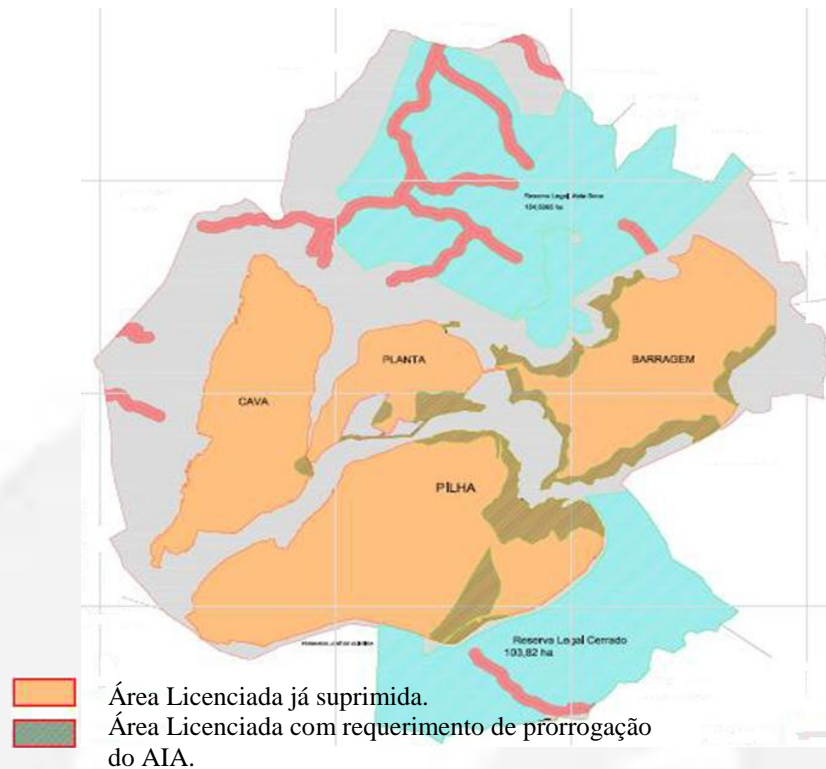 Reserva Legal Mata Seca
PLANTA
BARRAGEM
CAVA
PILHA
Reserva Legal Cerrado
103,82 ha
Área Licenciada já suprimida.
Área Licenciada com requerimento de prorrogação
do AIA.